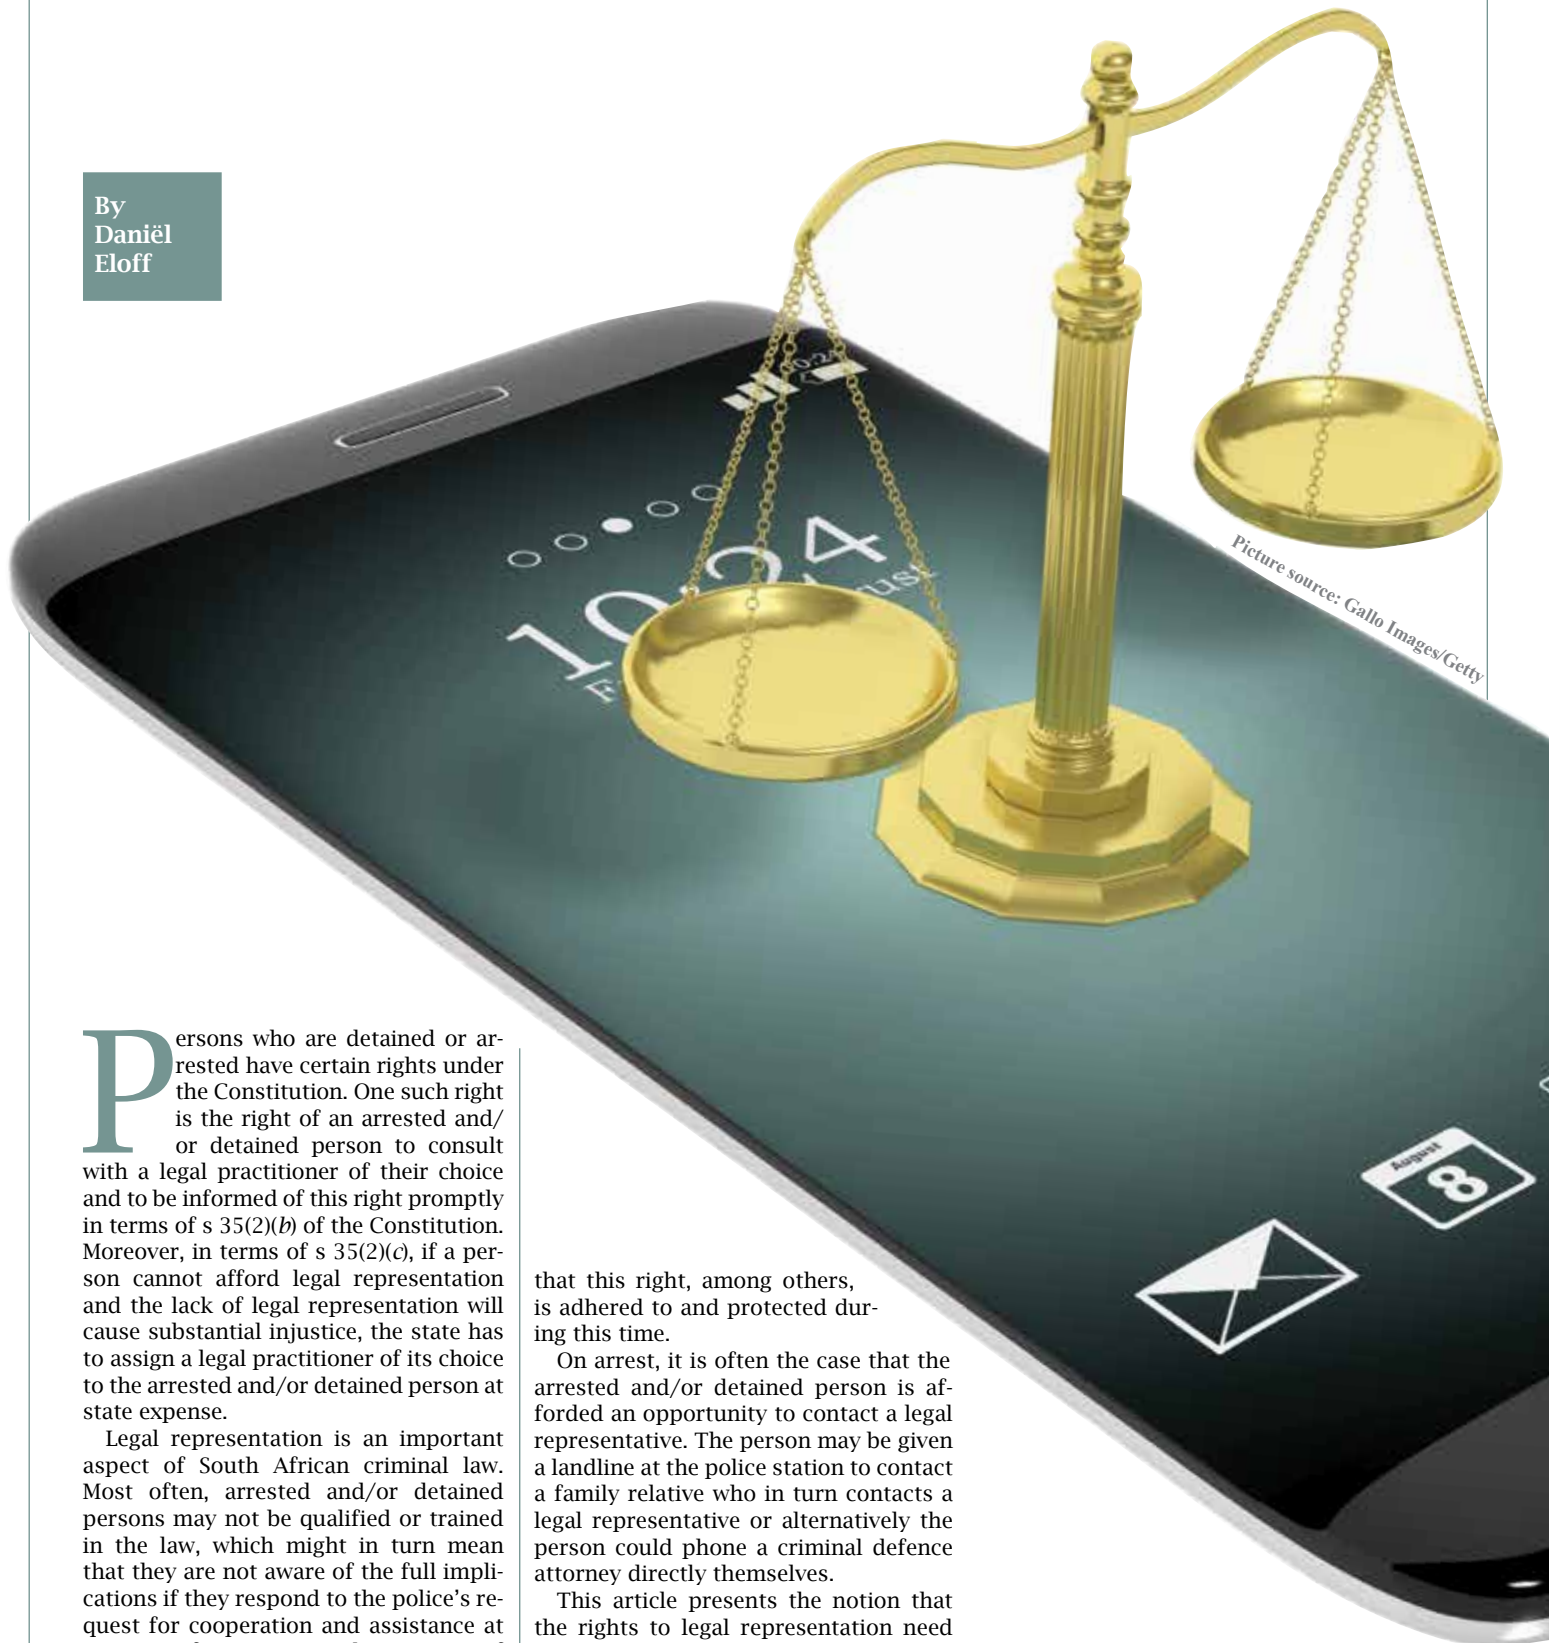 By
Daniël
Eloff
10:24
August
8
Picture source: Gallo Images/Getty
Persons who are detained or ar-
rested have certain rights under
the Constitution. One such right
is the right of an arrested and/
or detained person to consult
with a legal practitioner of their choice
and to be informed of this right promptly
in terms of s 35(2)(b) of the Constitution.
Moreover, in terms of s 35(2)(c), if a per-
son cannot afford legal representation
and the lack of legal representation will
cause substantial injustice, the state has
to assign a legal practitioner of its choice
to the arrested and/or detained person at
state expense.
Legal representation is an important
aspect of South African criminal law.
Most often, arrested and/or detained
persons may not be qualified or trained
in the law, which might in turn mean
that they are not aware of the full impli-
cations if they respond to the police's re-
quest for cooperation and assistance at
that this right, among others,
is adhered to and protected dur-
ing this time.
On arrest, it is often the case that the
arrested and/or detained person is af-
forded an opportunity to contact a legal
representative. The person may be given
a landline at the police station to contact
a family relative who in turn contacts a
legal representative or alternatively the
person could phone a criminal defence
attorney directly themselves.
This article presents the notion that
the rights to legal representation need